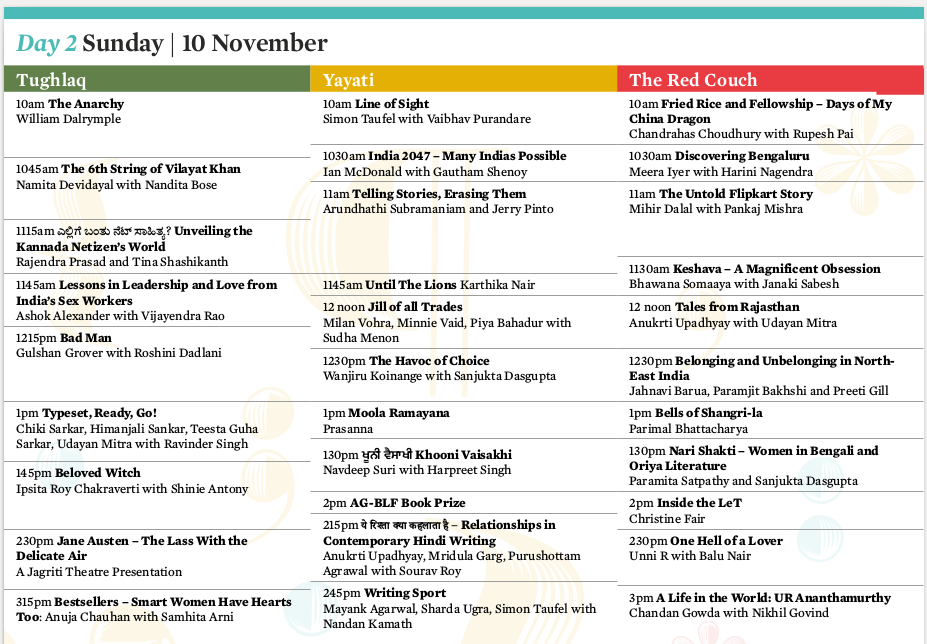 Day 2 Sunday | 10 November
Tughlaq
10am The Anarchy
William Dalrymple
1045am The 6th String of Vilayat Khan
Namita Devidayal with Nandita Bose
1115am ಎಲ್ಲಿಗೆ ಬಂತು ನೆಟ್ ಸಾಹಿತ್ಯ? Unveiling the
Kannada Netizen's World
Rajendra Prasad and Tina Shashikanth
1145am Lessons in Leadership and Love from
India's Sex Workers
Ashok Alexander with Vijayendra Rao
1215pm Bad Man
Gulshan Grover with Roshini Dadlani
1pm Typeset, Ready, Go!
Chiki Sarkar, Himanjali Sankar, Teesta Guha
Sarkar, Udayan Mitra with Ravinder Singh
145pm Beloved Witch
Ipsita Roy Chakraverti with Shinie Antony
230pm Jane Austen – The Lass With the
Delicate Air
A Jagriti Theatre Presentation
315pm Bestsellers – Smart Women Have Hearts
Too: Anuja Chauhan with Samhita Arni
Yayati
10am Line of Sight
Simon Taufel with Vaibhav Purandare
1030am India 2047 – Many Indias Possible
Ian McDonald with Gautham Shenoy
11am Telling Stories, Erasing Them
Arundhathi Subramaniam and Jerry Pinto
1145am Until The Lions Karthika Nair
12 noon Jill of all Trades
Milan Vohra, Minnie Vaid, Piya Bahadur with
Sudha Menon
1230pm The Havoc of Choice
Wanjiru Koinange with Sanjukta Dasgupta
1pm Moola Ramayana
Prasanna
130pm ਖੂਨੀ ਵੈਸਾਖੀ Khooni Vaisakhi
Navdeep Suri with Harpreet Singh
2pm AG-BLF Book Prize
215pm ये रिश्ता क्या कहलाता है – Relationships in
Contemporary Hindi Writing
Anukrti Upadhyay, Mridula Garg, Purushottam
Agrawal with Sourav Roy
245pm Writing Sport
Mayank Agarwal, Sharda Ugra, Simon Taufel with
Nandan Kamath
The Red Couch
10am Fried Rice and Fellowship – Days of My
China Dragon
Chandrahas Choudhury with Rupesh Pai
1030am Discovering Bengaluru
Meera Iyer with Harini Nagendra
11am The Untold Flipkart Story
Mihir Dalal with Pankaj Mishra
1130am Keshava – A Magnificent Obsession
Bhawana Somaaya with Janaki Sabesh
12 noon Tales from Rajasthan
Anukrti Upadhyay with Udayan Mitra
1230pm Belonging and Unbelonging in North-
East India
Jahnavi Barua, Paramjit Bakhshi and Preeti Gill
1pm Bells of Shangri-la
Parimal Bhattacharya
130pm Nari Shakti – Women in Bengali and
Oriya Literature
Paramita Satpathy and Sanjukta Dasgupta
2pm Inside the LeT
Christine Fair
230pm One Hell of a Lover
Unni R with Balu Nair
3pm A Life in the World: UR Ananthamurthy
Chandan Gowda with Nikhil Govind